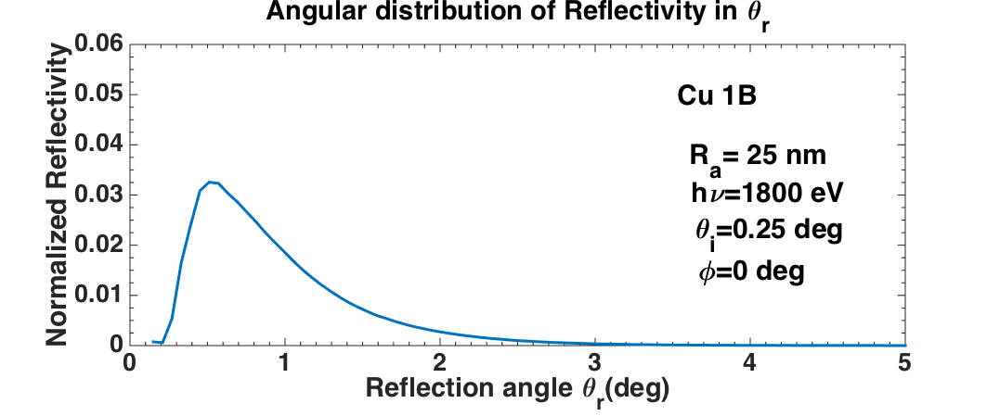 Angular distribution of Reflectivity in θr
Normalized Reflectivity
0.06
0.05
0.04
0.03
0.02
0.01
0
Cu 1B
Ra= 25 nm
hν=1800 eV
θi=0.25 deg
ϕ=0 deg
0 1 2 3 4 5
Reflection angle θr(deg)